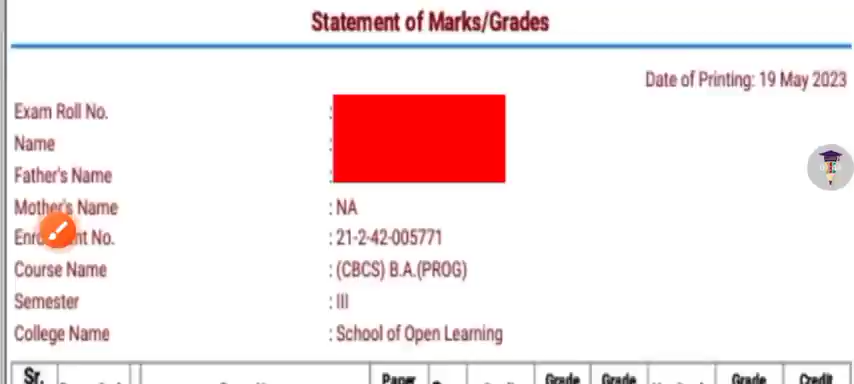 Statement of Marks/Grades
Date of Printing: 19 May 2023
Exam Roll No. :
Name :
Father's Name :
Mother's Name : NA
No. : 21-2-42-005771
Course Name : (CBCS) B.A.(PROG)
Semester : III
College Name : School of Open Learning
Sr. Paper Grade Grade Grade Credit